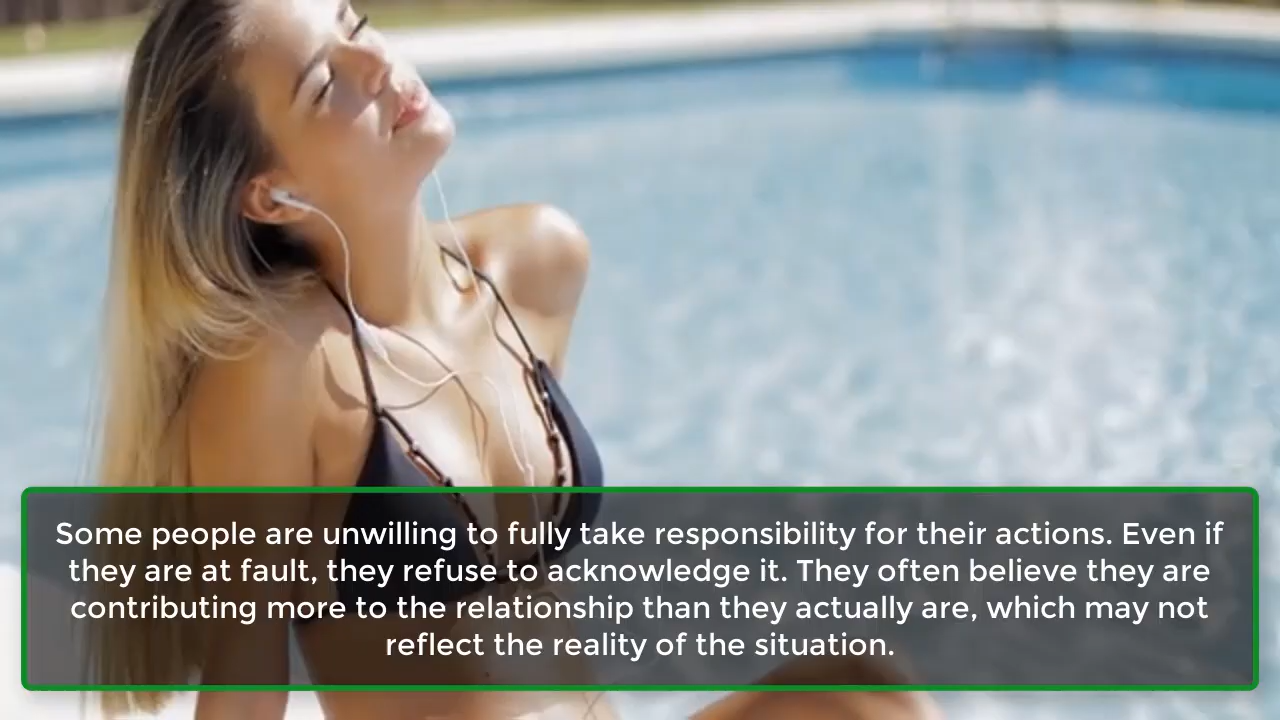 Some people are unwilling to fully take responsibility for their actions. Even if
they are at fault, they refuse to acknowledge it. They often believe they are
contributing more to the relationship than they actually are, which may not
reflect the reality of the situation.